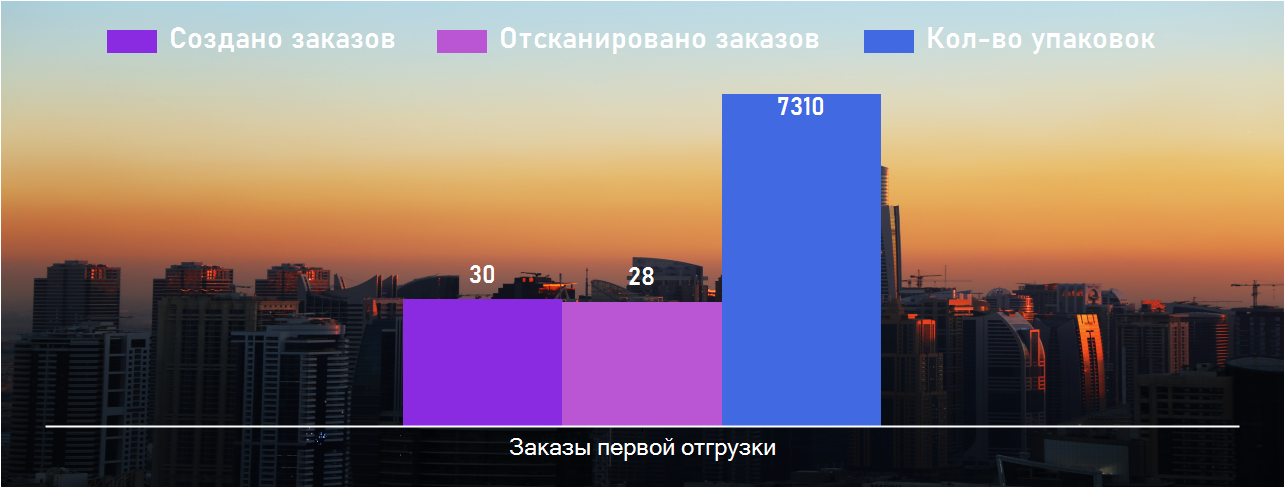 Создано заказов Отсканировано заказов Кол-во упаковок
7310
30 28
Заказы первой отгрузки